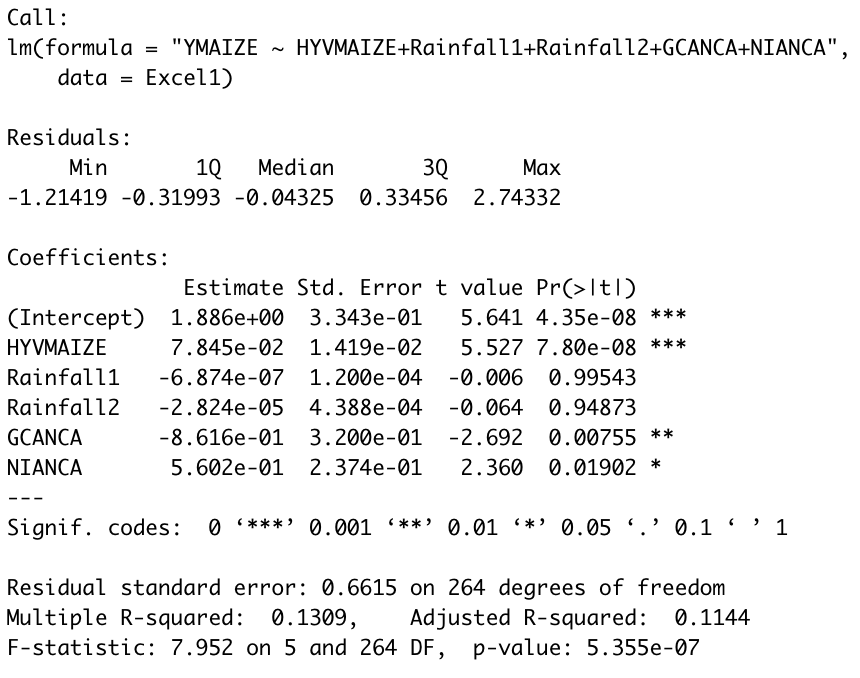 Call:
lm(formula = "YMAIZE ~ HYVMAIZE+Rainfall1+Rainfall2+GCANCA+NIANCA",
    data = Excel1)

Residuals:
     Min       1Q   Median       3Q      Max
-1.21419 -0.31993 -0.04325  0.33456  2.74332

Coefficients:
              Estimate Std. Error t value Pr(>|t|)
(Intercept)  1.886e+00  3.343e-01   5.641 4.35e-08 ***
HYVMAIZE     7.845e-02  1.419e-02   5.527 7.80e-08 ***
Rainfall1   -6.874e-07  1.200e-04  -0.006  0.99543
Rainfall2   -2.824e-05  4.388e-04  -0.064  0.94873
GCANCA      -8.616e-01  3.200e-01  -2.692  0.00755 **
NIANCA       5.602e-01  2.374e-01   2.360  0.01902 *
---
Signif. codes:  0 ‘***’ 0.001 ‘**’ 0.01 ‘*’ 0.05 ‘.’ 0.1 ‘ ’ 1

Residual standard error: 0.6615 on 264 degrees of freedom
Multiple R-squared:  0.1309,    Adjusted R-squared:  0.1144
F-statistic: 7.952 on 5 and 264 DF,  p-value: 5.355e-07